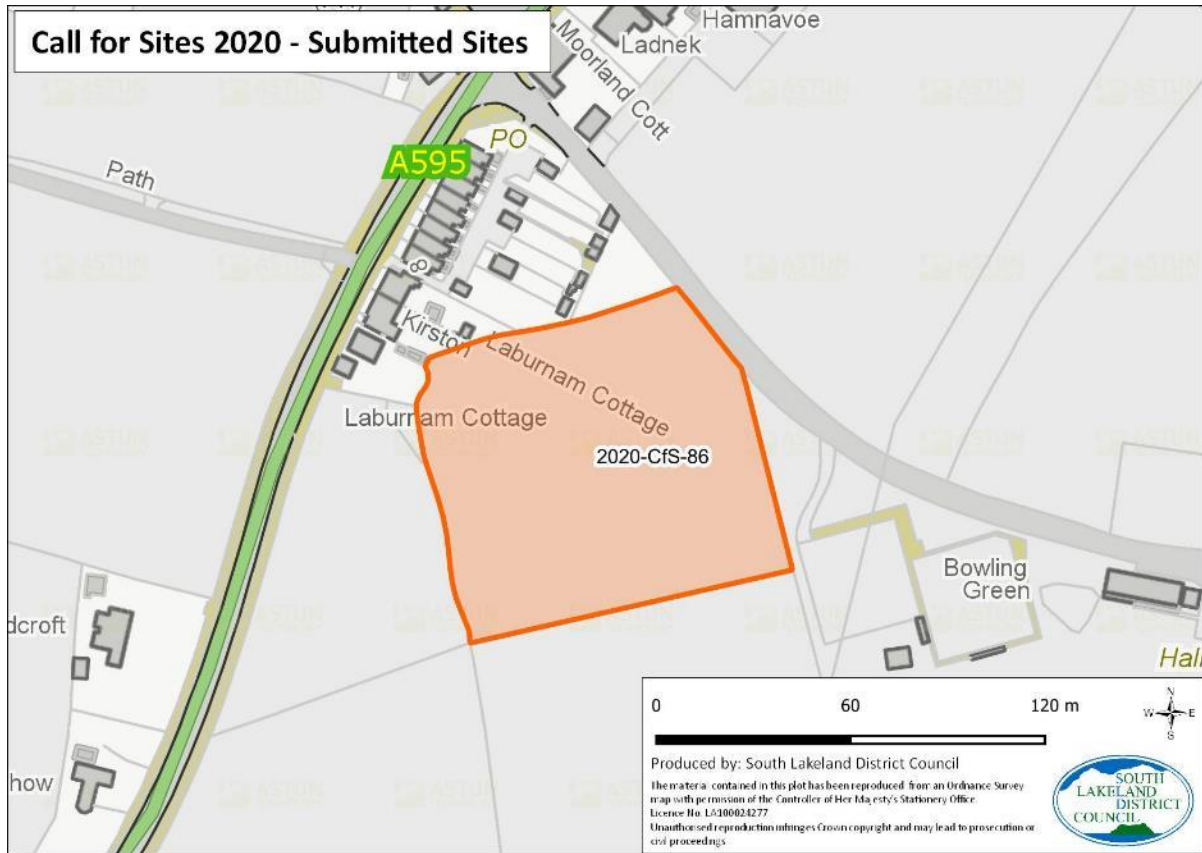 Call for Sites 2020 - Submitted Sites
Hamnavoe
Ladnek
Moorland Cott
PO
A595
Path
8
Kirston
Laburnam Cottage
Laburnam Cottage
2020-CfS-86
Bowling
Green
dcroft
Hall
how
0 60 120 m
N
W E
S
Produced by: South Lakeland District Council
The material contained in this plot has been reproduced from an Ordnance Survey
map with permission of the Controller of Her Majesty's Stationery Office.
Licence No. LA100024277
Unauthorised reproduction infringes Crown copyright and may lead to prosecution or
civil proceedings
SOUTH
LAKELAND
DISTRICT
COUNCIL
ASTUN